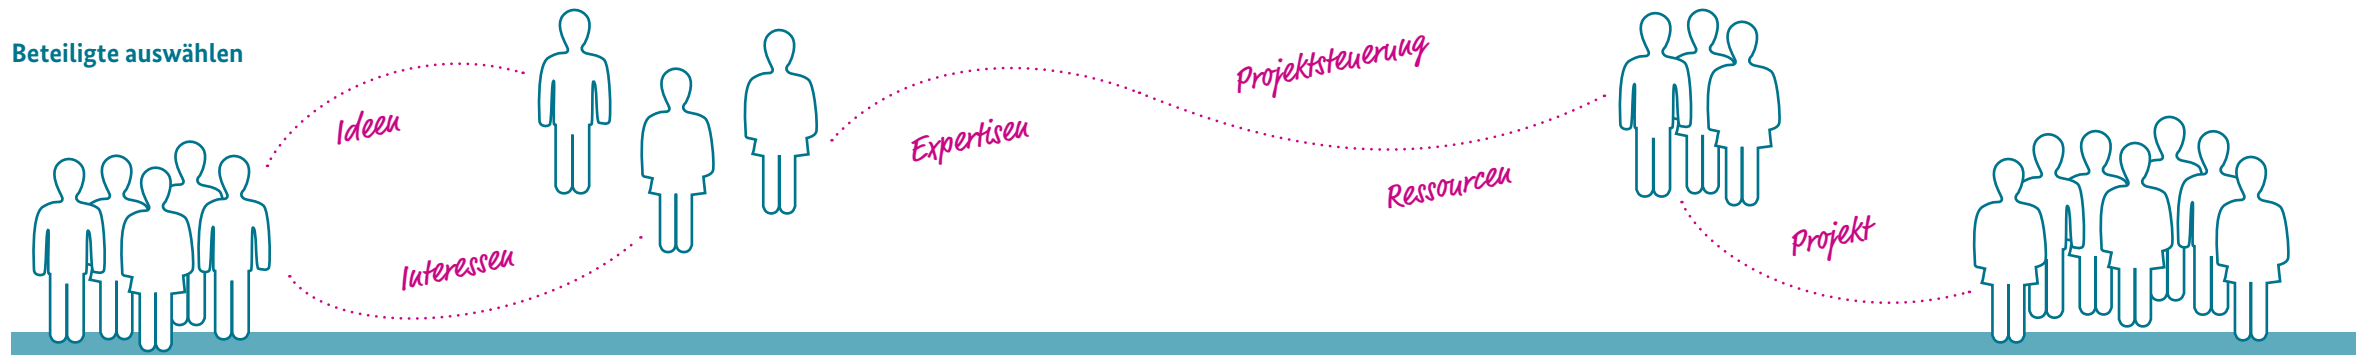 Beteiligte auswählen
Ideen
Interessen
Expertisen
Projektsteuerung
Ressourcen
Projekt